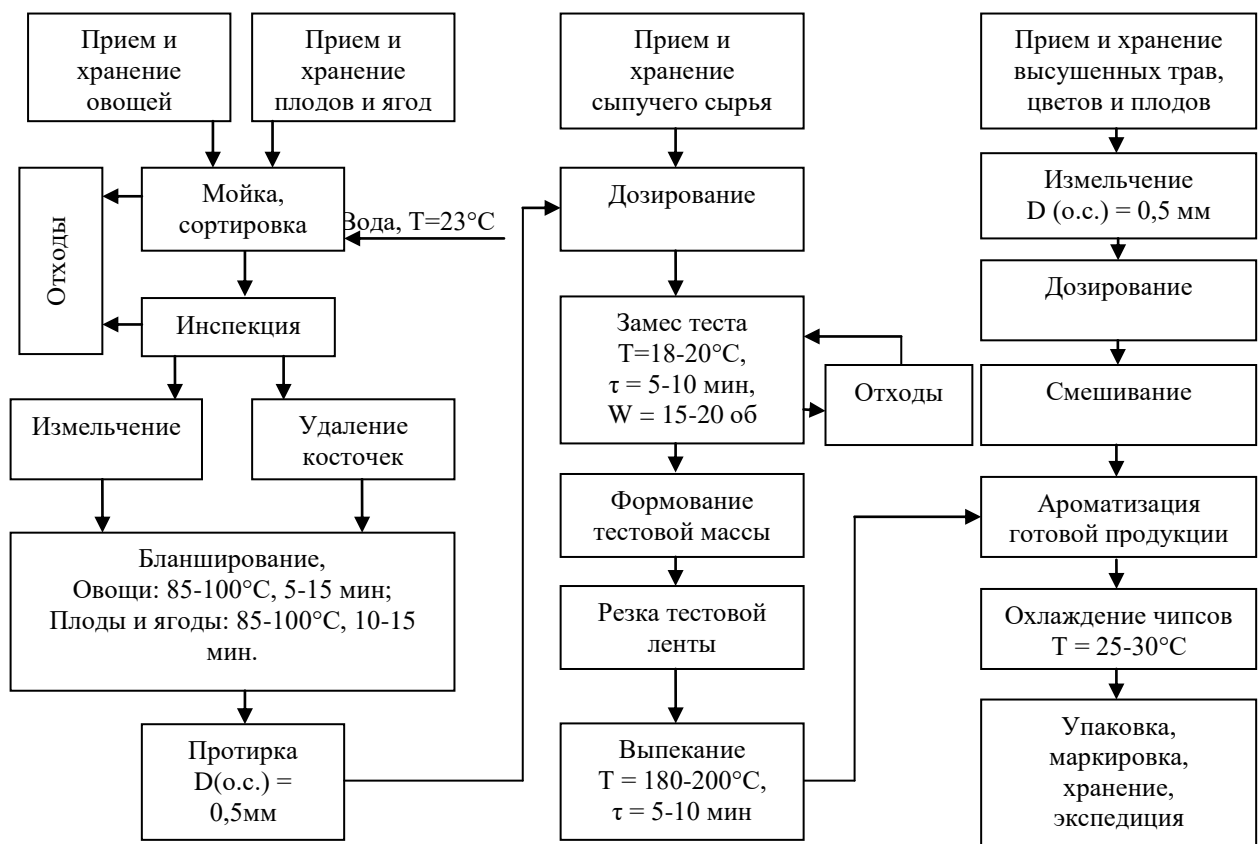 Прием и
хранение
овощей
Прием и
хранение
плодов и ягод
Мойка,
сортировка
Вода, T=23°C
Отходы
Инспекция
Измельчение
Удаление
косточек
Бланширование,
Овощи: 85-100°C, 5-15 мин;
Плоды и ягоды: 85-100°C, 10-15
мин.
Протирка
D(о.с.) =
0,5мм
Прием и
хранение
сыпучего сырья
Дозирование
Замес теста
T=18-20°C,
τ = 5-10 мин,
W = 15-20 об
Отходы
Формование
тестовой массы
Резка тестовой
ленты
Выпекание
T = 180-200°C,
τ = 5-10 мин
Прием и хранение
высушенных трав,
цветов и плодов
Измельчение
D (о.с.) = 0,5 мм
Дозирование
Смешивание
Ароматизация
готовой продукции
Охлаждение чипсов
T = 25-30°C
Упаковка,
маркировка,
хранение,
экспедиция